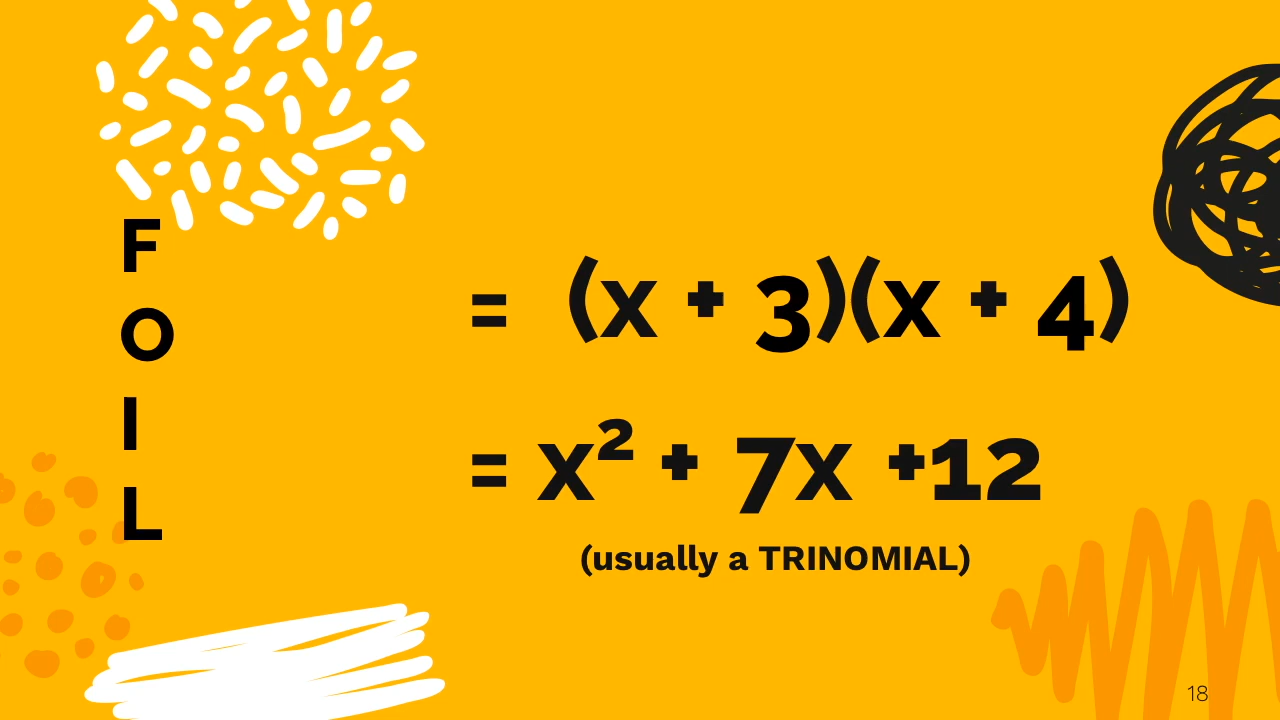 F
O
I
L
= (x + 3)(x + 4)
= x² + 7x +12
(usually a TRINOMIAL)
18